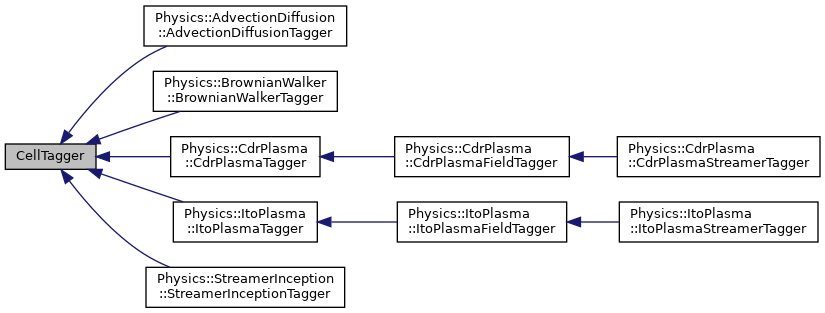 Physics::AdvectionDiffusion
::AdvectionDiffusionTagger
Physics::BrownianWalker
::BrownianWalkerTagger
CellTagger
Physics::CdrPlasma
::CdrPlasmaTagger
Physics::CdrPlasma
::CdrPlasmaFieldTagger
Physics::CdrPlasma
::CdrPlasmaStreamerTagger
Physics::ItoPlasma
::ItoPlasmaTagger
Physics::ItoPlasma
::ItoPlasmaFieldTagger
Physics::ItoPlasma
::ItoPlasmaStreamerTagger
Physics::StreamerInception
::StreamerInceptionTagger